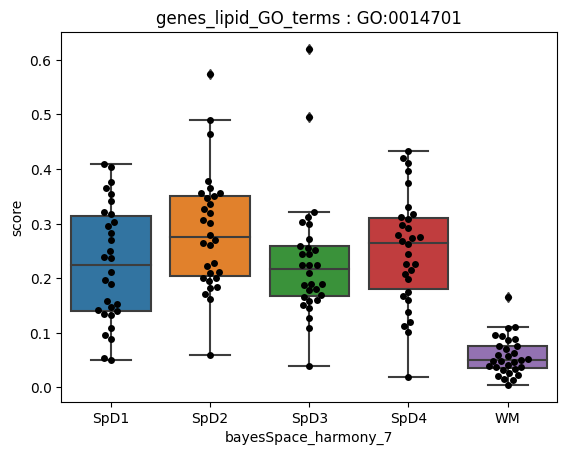 genes_lipid_GO_terms : GO:0014701
score
0.6
0.5
0.4
0.3
0.2
0.1
0.0
SpD1 SpD2 SpD3 SpD4 WM
bayesSpace_harmony_7